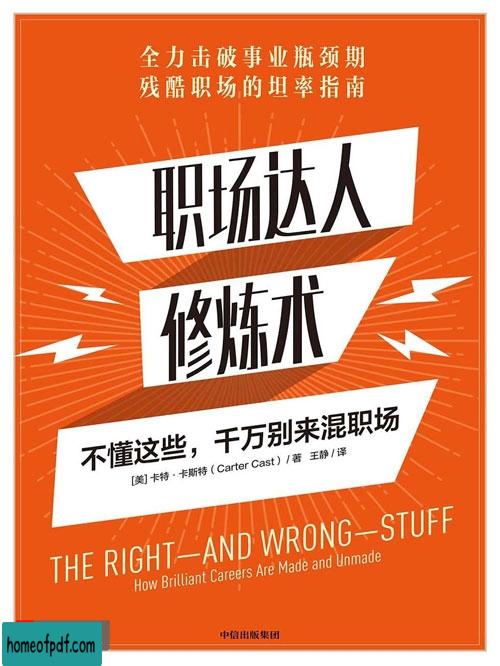 全力击破事业瓶颈期
残酷职场的坦率指南
职场达人
修炼术
不懂这些，千万别来混职场
[美] 卡特·卡斯特（Carter Cast）/ 著 王静 / 译
THE RIGHT—AND WRONG—STUFF
How Brilliant Careers Are Made and Unmade
中信出版集团
homeofpdf.com